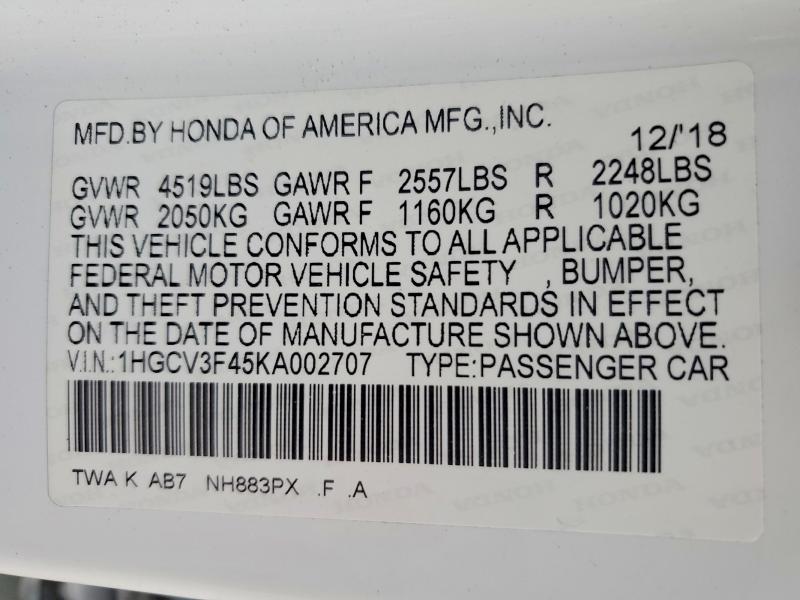 MFD.BY HONDA OF AMERICA MFG.,INC. 12/'18
GVWR 4519LBS GAWR F 2557LBS R 2248LBS
GVWR 2050KG GAWR F 1160KG R 1020KG
THIS VEHICLE CONFORMS TO ALL APPLICABLE
FEDERAL MOTOR VEHICLE SAFETY , BUMPER,
AND THEFT PREVENTION STANDARDS IN EFFECT
ON THE DATE OF MANUFACTURE SHOWN ABOVE.
V.I.N.:1HGCV3F45KA002707 TYPE:PASSENGER CAR
TWA K AB7 NH883PX .F .A